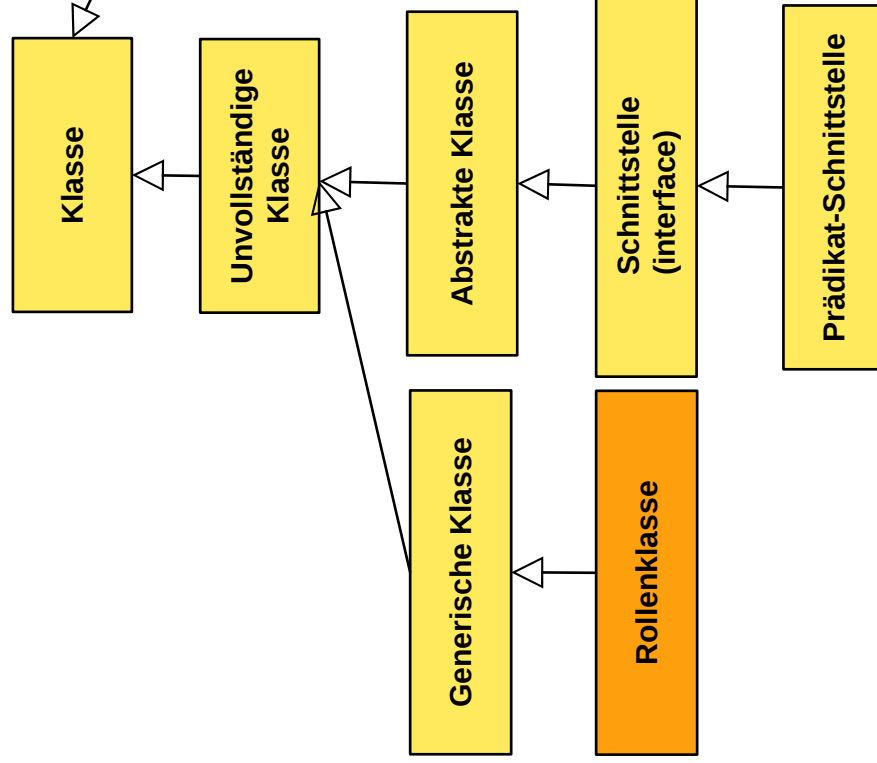 Klasse
Unvollständige
Klasse
Abstrakte Klasse
Schnittstelle
(interface)
Prädikat-Schnittstelle
Generische Klasse
Rollenklasse